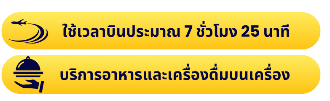 ใช้เวลาบินประมาณ 7 ชั่วโมง 25 นาที
บริการอาหารและเครื่องดื่มบนเครื่อง